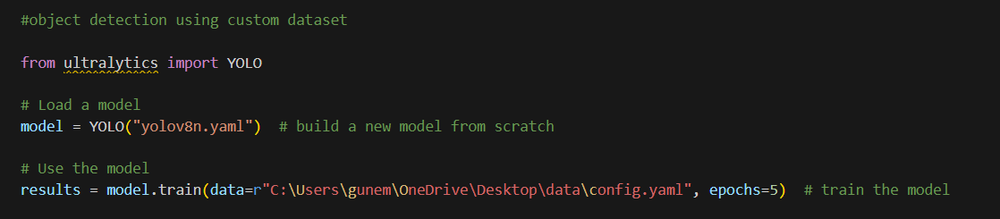 #object detection using custom dataset
from ultralytics import YOLO
# Load a model
model = YOLO("yolov8n.yaml")  # build a new model from scratch
# Use the model
results = model.train(data=r"C:\Users\gunem\OneDrive\Desktop\data\config.yaml", epochs=5)  # train the model